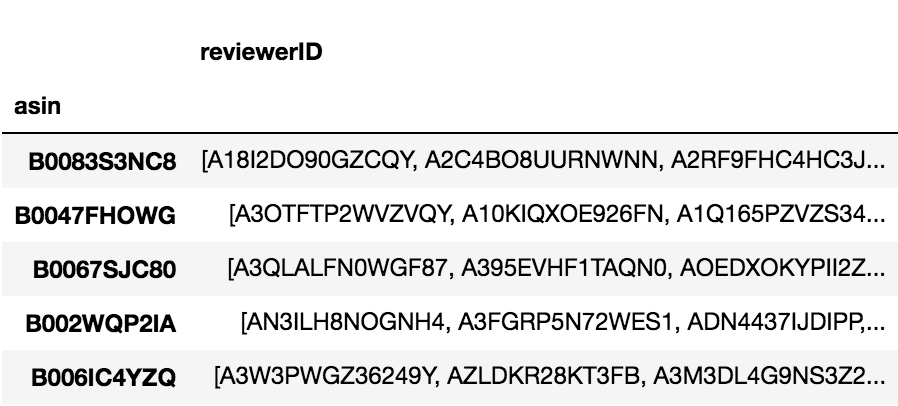 reviewerID
asin
B0083S3NC8 [A18I2DO90GZCQY, A2C4BO8UURNWNN, A2RF9FHC4HC3J...
B0047FHOWG [A3OTFTP2WVZVQY, A10KIQXOE926FN, A1Q165PZVZS34...
B0067SJC80 [A3QLALFN0WGF87, A395EVHF1TAQN0, AOEDXOKYPII2Z...
B002WQP2IA [AN3ILH8NOGNH4, A3FGRP5N72WES1, ADN4437IJDIPP,...
B006IC4YZQ [A3W3PWGZ36249Y, AZLDKR28KT3FB, A3M3DL4G9NS3Z2...